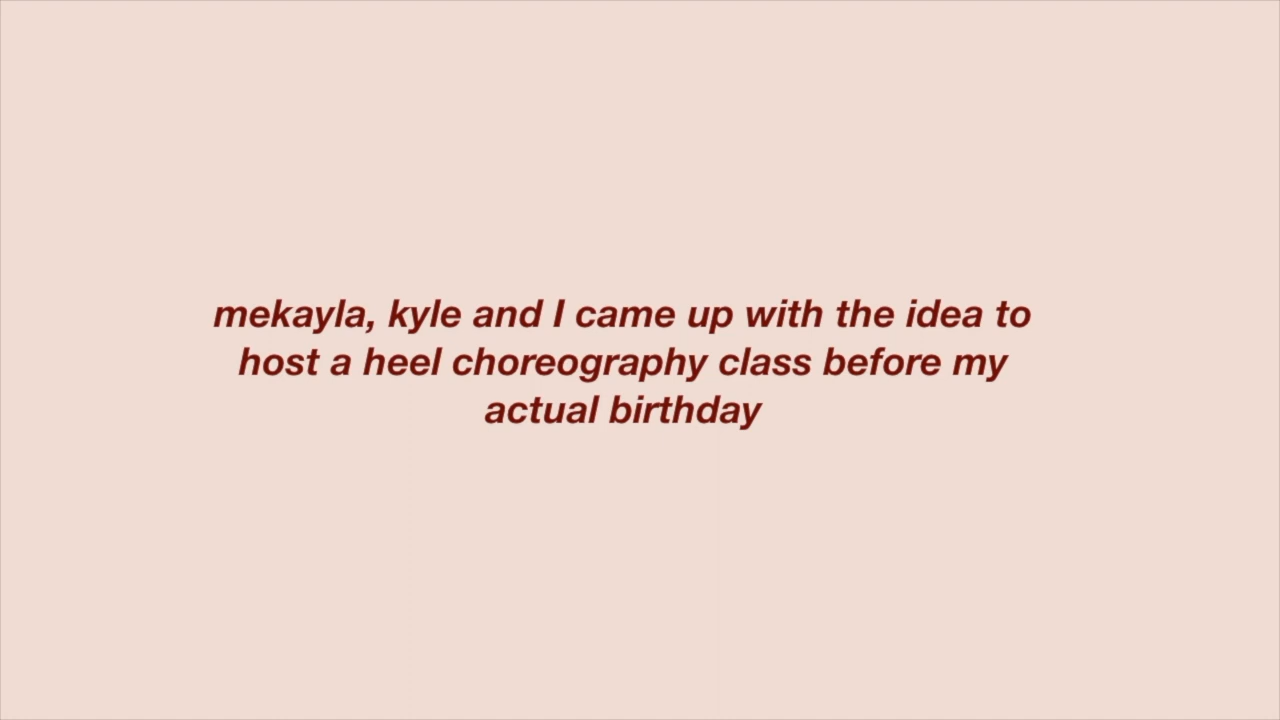 mekayla, kyle and I came up with the idea to
host a heel choreography class before my
actual birthday